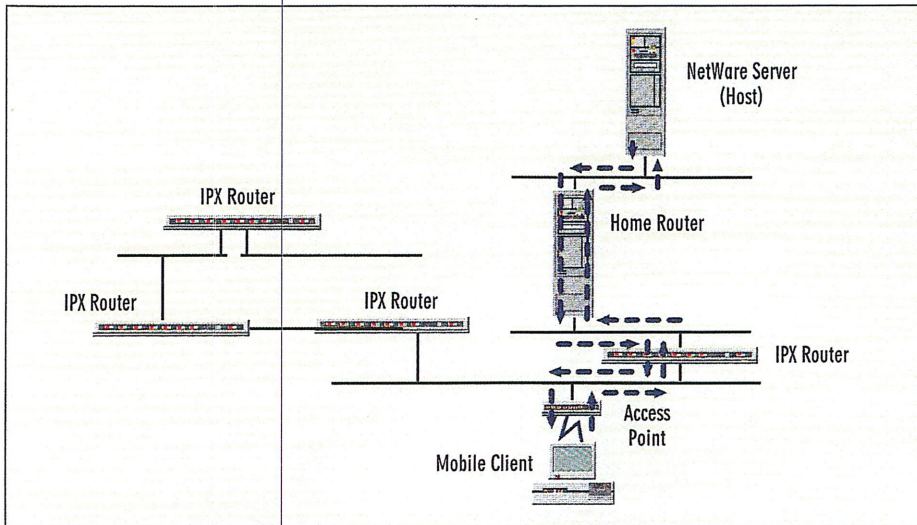 NetWare Server
(Host)
IPX Router
Home Router
IPX Router
IPX Router
IPX Router
Access
Point
Mobile Client